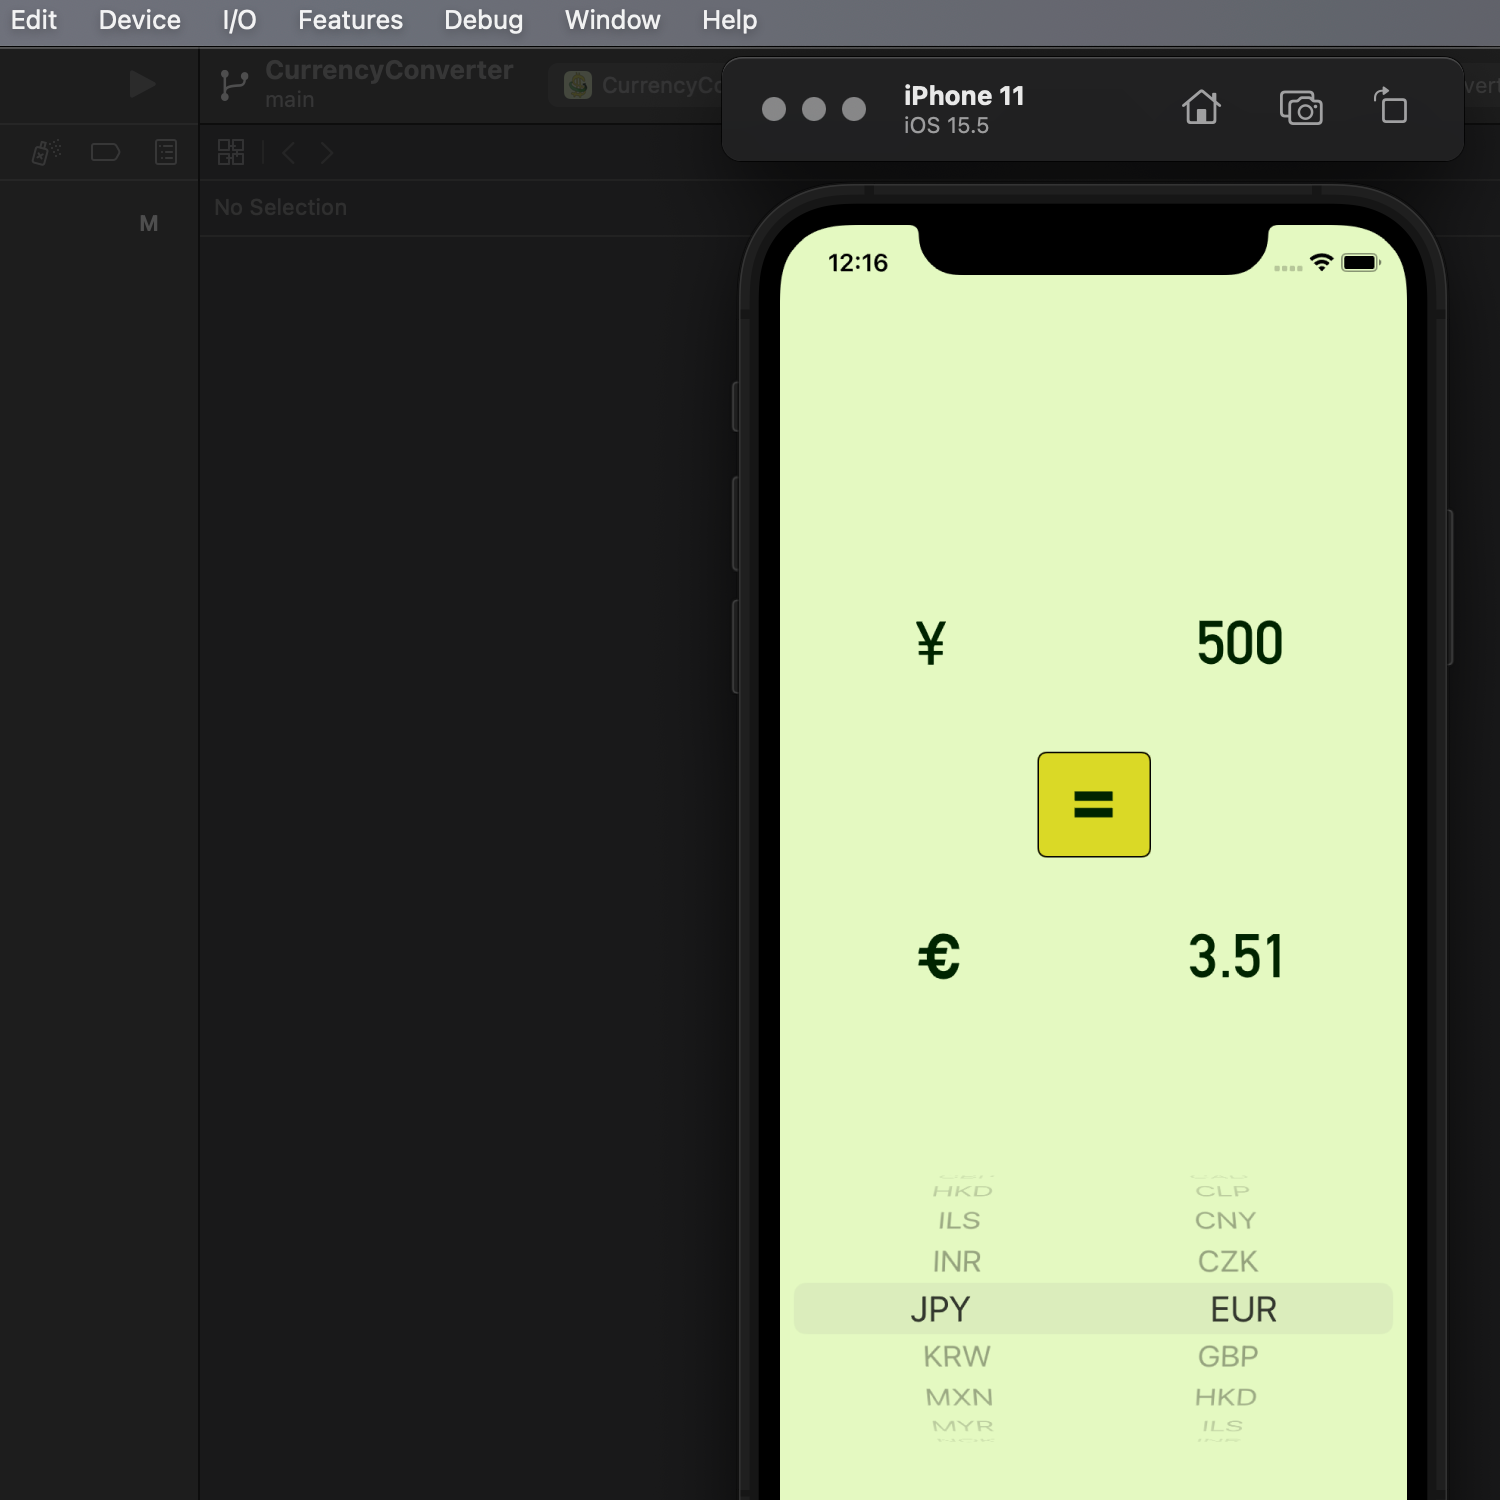 Edit Device I/O Features Debug Window Help
CurrencyConverter
main
CurrencyCo
iPhone 11
iOS 15.5
M
No Selection
12:16
¥ 500
=
€ 3.51
HKD CLP
ILS CNY
INR CZK
JPY EUR
KRW GBP
MXN HKD
MYR ILS